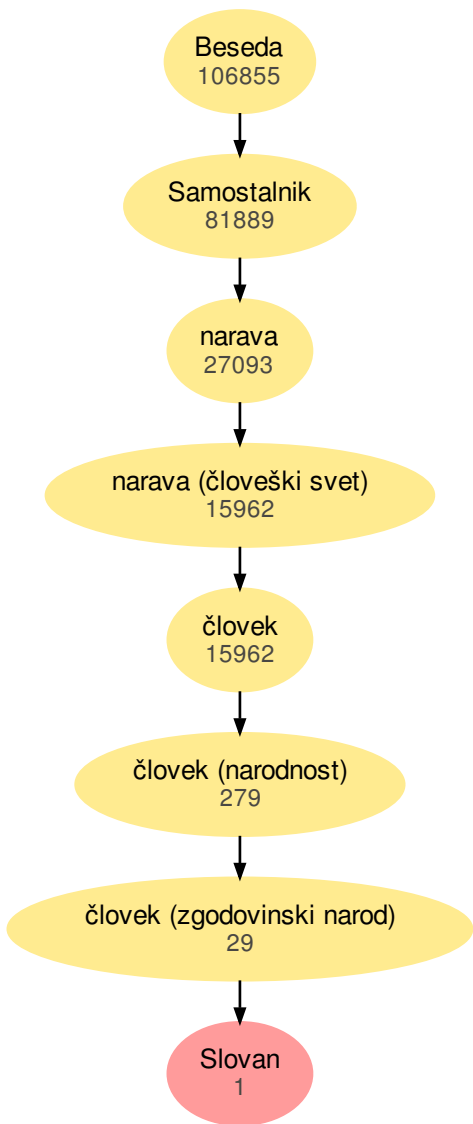 Beseda
106855
Samostalnik
81889
narava
27093
narava (človeški svet)
15962
človek
15962
človek (narodnost)
279
človek (zgodovinski narod)
29
Slovan
1